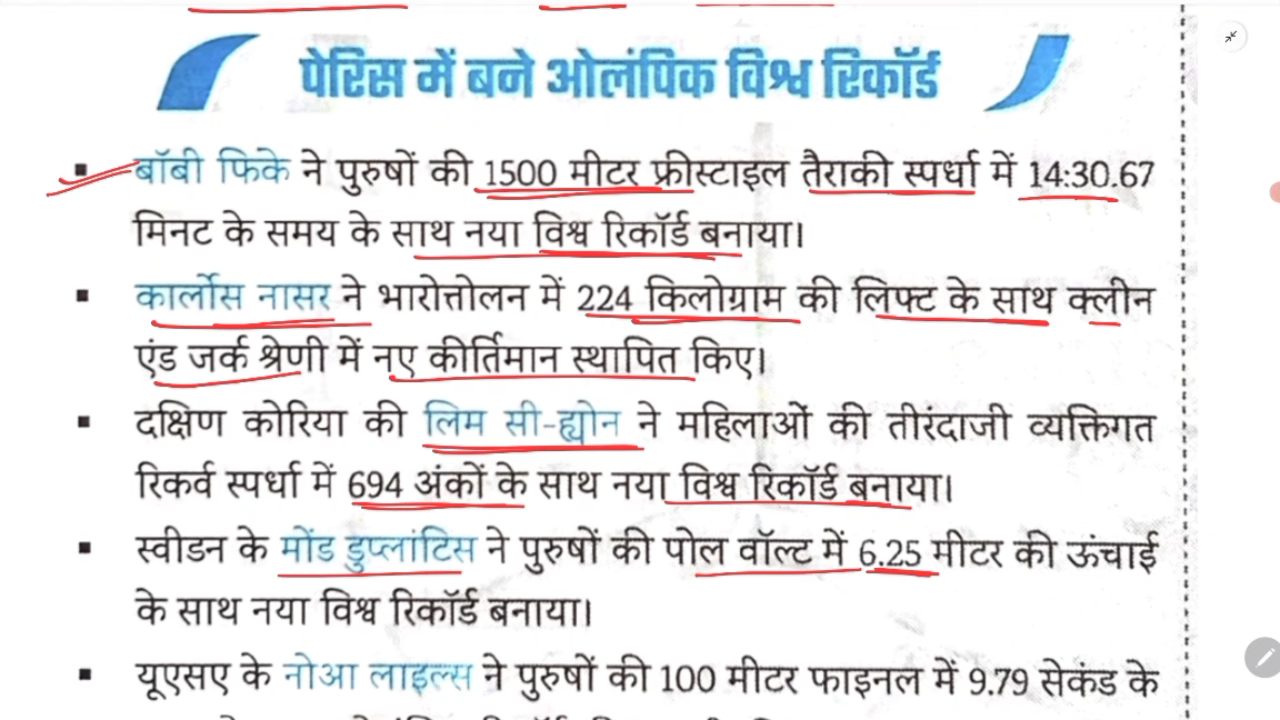 पेरिस में बने ओलंपिक विश्व रिकॉर्ड
▪ बॉबी फिके ने पुरुषों की 1500 मीटर फ्रीस्टाइल तैराकी स्पर्धा में 14:30.67
मिनट के समय के साथ नया विश्व रिकॉर्ड बनाया।
▪ कार्लोस नासर ने भारोत्तोलन में 224 किलोग्राम की लिफ्ट के साथ क्लीन
एंड जर्क श्रेणी में नए कीर्तिमान स्थापित किए।
▪ दक्षिण कोरिया की लिम सी-ह्योन ने महिलाओं की तीरंदाजी व्यक्तिगत
रिकर्व स्पर्धा में 694 अंकों के साथ नया विश्व रिकॉर्ड बनाया।
▪ स्वीडन के मोंड डुप्लांटिस ने पुरुषों की पोल वॉल्ट में 6.25 मीटर की ऊंचाई
के साथ नया विश्व रिकॉर्ड बनाया।
▪ यूएसए के नोआ लाइल्स ने पुरुषों की 100 मीटर फाइनल में 9.79 सेकंड के